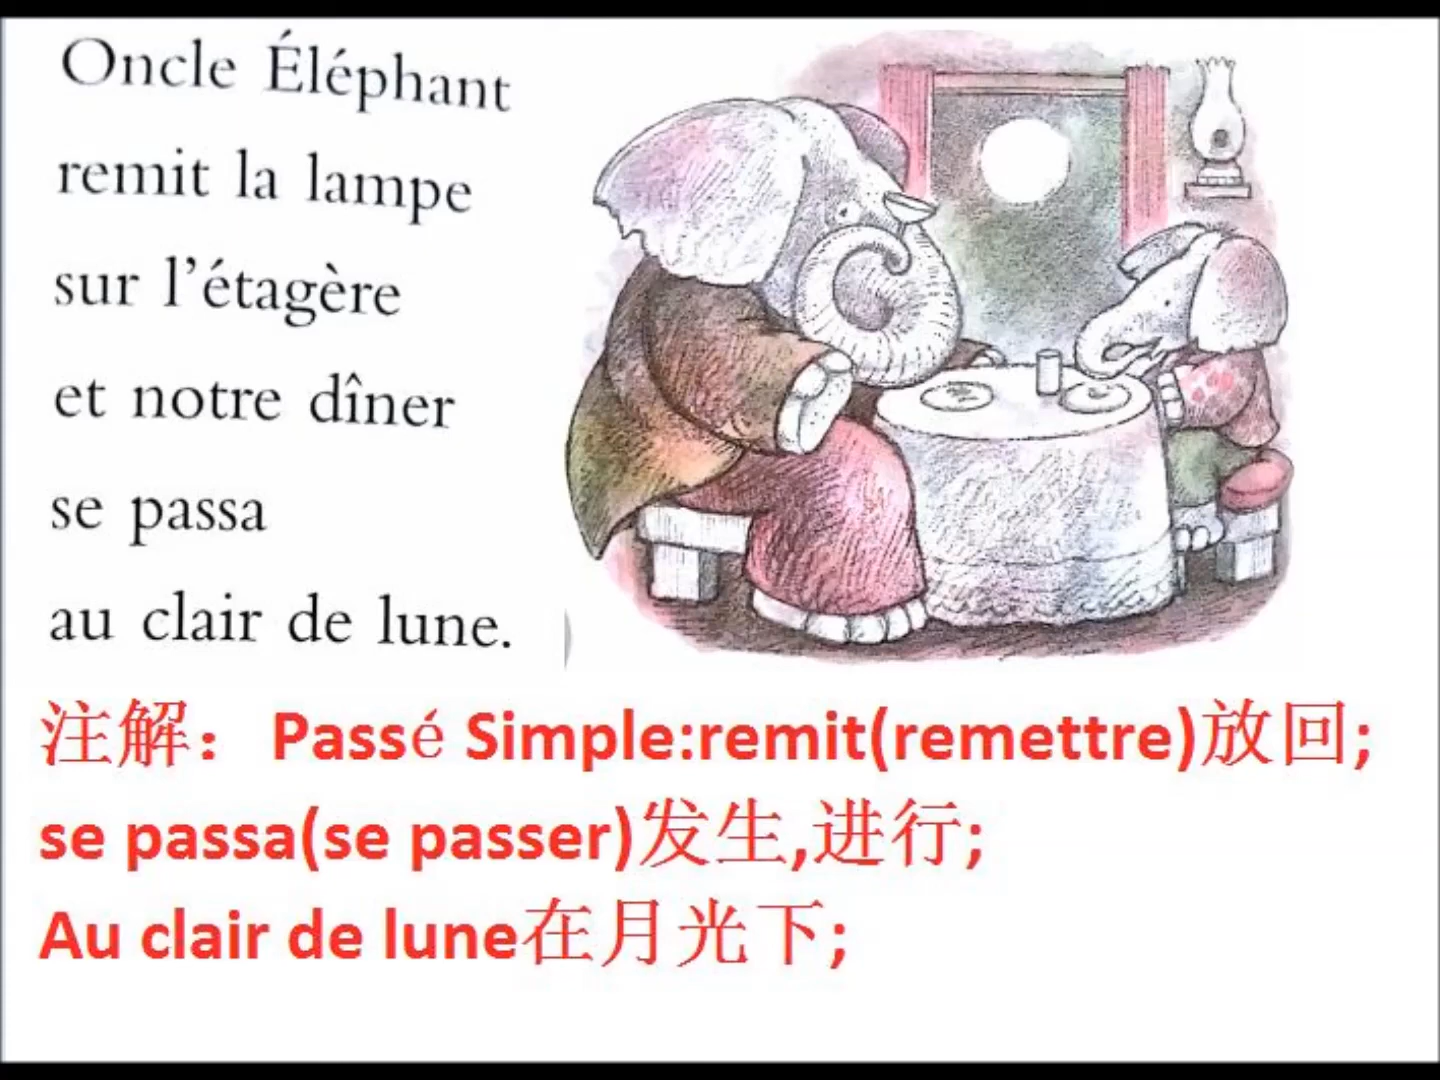 Oncle Éléphant
remit la lampe
sur l'étagère
et notre dîner
se passa
au clair de lune.
注解：Passé Simple:remit(remettre)放回;
se passa(se passer)发生,进行;
Au clair de lune在月光下;